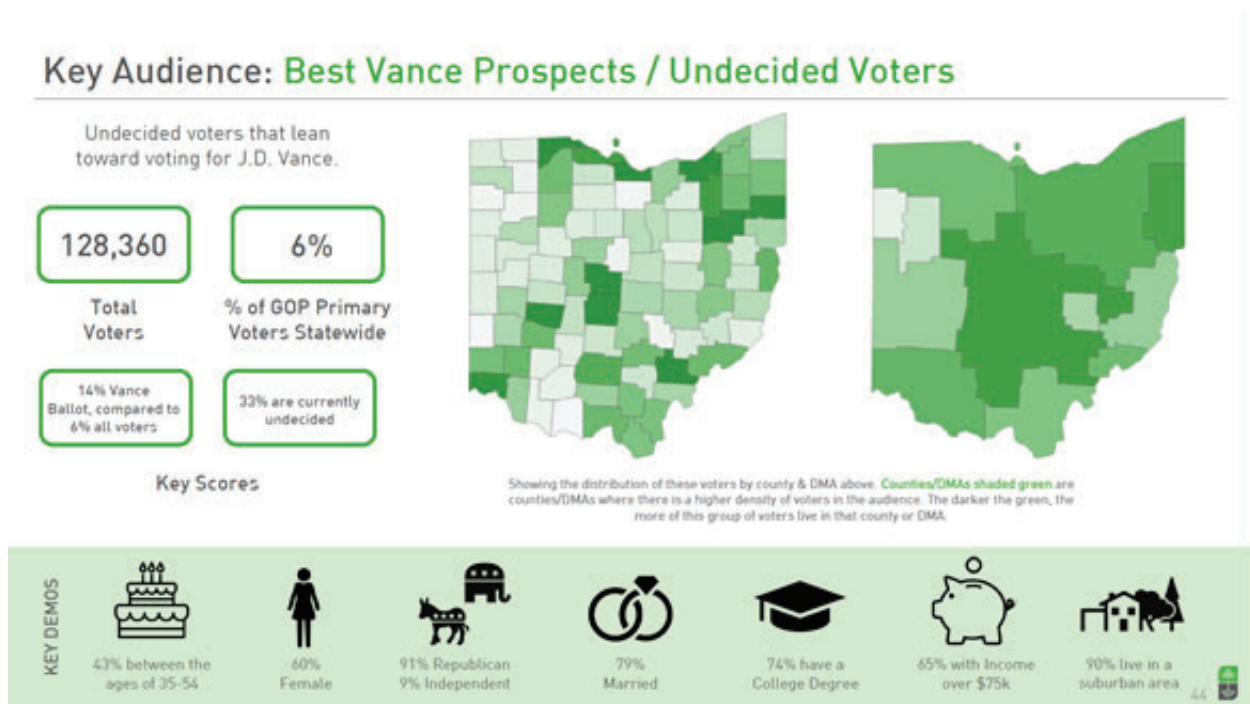 Key Audience: Best Vance Prospects / Undecided Voters
Undecided voters that lean
toward voting for J.D. Vance.
128,360
6%
Total
Voters
% of GOP Primary
Voters Statewide
14% Vance
Ballot, compared to
6% all voters
33% are currently
undecided
Key Scores
Showing the distribution of these voters by county & DMA above. Counties/DMAs shaded green are
counties/DMAs where there is a higher density of voters in the audience. The darker the green, the
more of this group of voters live in that county or DMA.
KEY DEMOS
43% between the
ages of 35-54
60%
Female
91% Republican
9% Independent
79%
Married
74% have a
College Degree
65% with Income
over $75k
90% live in a
suburban area
44